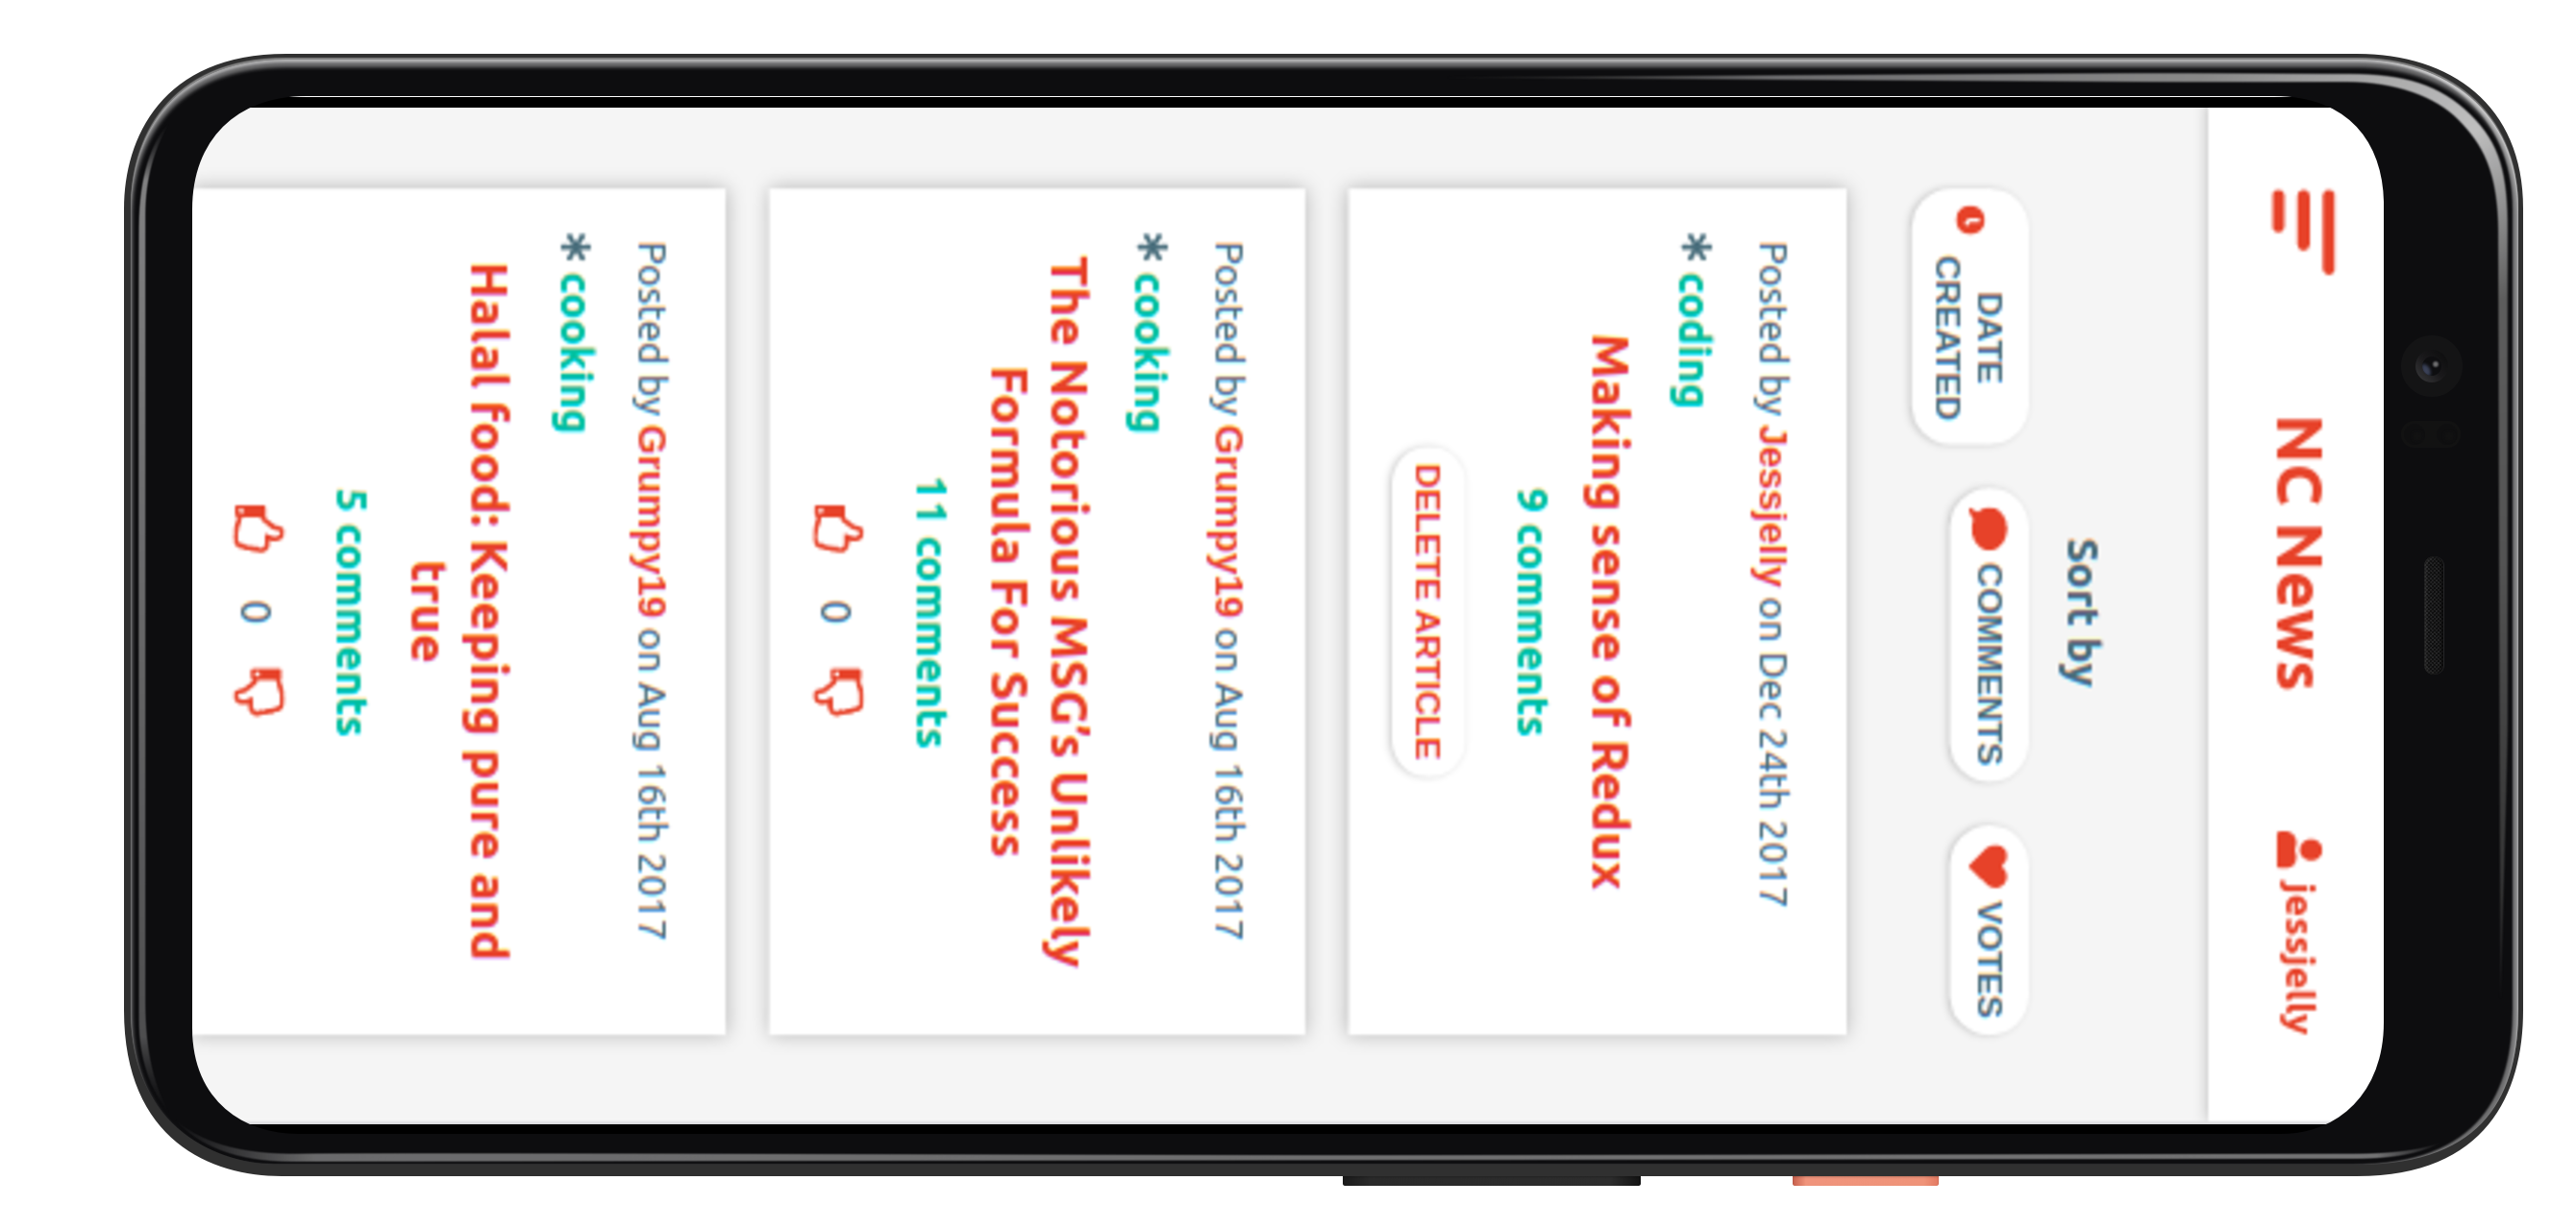 NC News
jessjelly
Sort by
DATE
CREATED
COMMENTS
VOTES
Posted by Jessjelly on Dec 24th 2017
* coding
Making sense of Redux
9 comments
DELETE ARTICLE
Posted by Grumpy19 on Aug 16th 2017
* cooking
The Notorious MSG’s Unlikely
Formula For Success
11 comments
0
Posted by Grumpy19 on Aug 16th 2017
* cooking
Halal food: Keeping pure and
true
5 comments
0